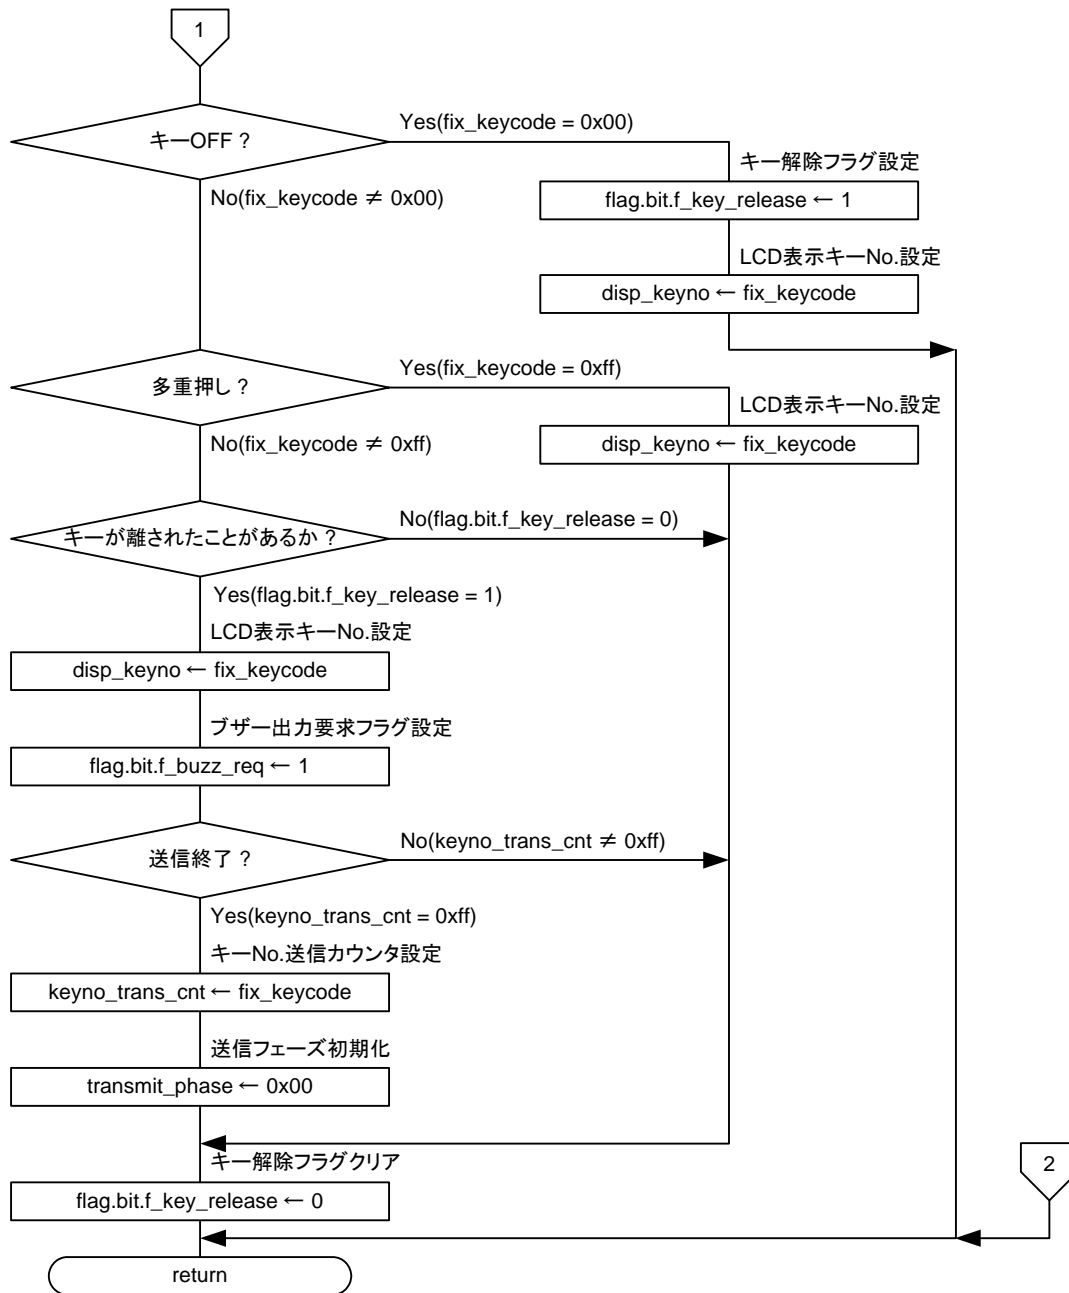 1
キーOFF ?
Yes(fix_keycode = 0x00)
キー解除フラグ設定
No(fix_keycode ≠ 0x00)
flag.bit.f_key_release ← 1
LCD表示キーNo.設定
disp_keyno ← fix_keycode
多重押し ?
Yes(fix_keycode = 0xff)
LCD表示キーNo.設定
No(fix_keycode ≠ 0xff)
disp_keyno ← fix_keycode
キーが離されたことがあるか ?
No(flag.bit.f_key_release = 0)
Yes(flag.bit.f_key_release = 1)
LCD表示キーNo.設定
disp_keyno ← fix_keycode
ブザー出力要求フラグ設定
flag.bit.f_buzz_req ← 1
送信終了 ?
No(keyno_trans_cnt ≠ 0xff)
Yes(keyno_trans_cnt = 0xff)
キーNo.送信カウンタ設定
keyno_trans_cnt ← fix_keycode
送信フェーズ初期化
transmit_phase ← 0x00
キー解除フラグクリア
2
flag.bit.f_key_release ← 0
return